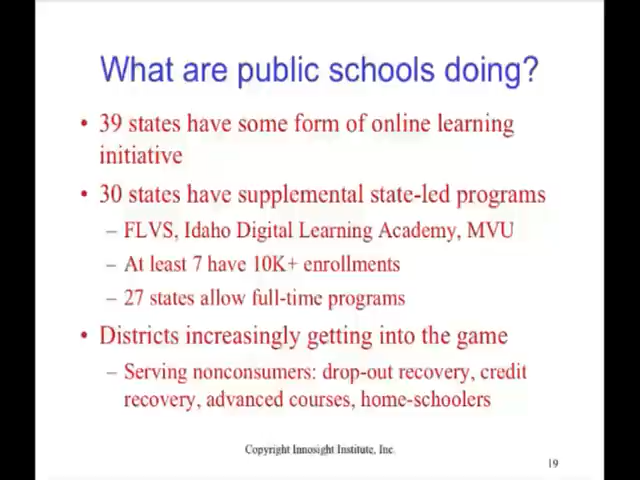 What are public schools doing?
• 39 states have some form of online learning
initiative
• 30 states have supplemental state-led programs
– FLVS, Idaho Digital Learning Academy, MVU
– At least 7 have 10K+ enrollments
– 27 states allow full-time programs
• Districts increasingly getting into the game
– Serving nonconsumers: drop-out recovery, credit
recovery, advanced courses, home-schoolers
Copyright Innosight Institute, Inc.
19